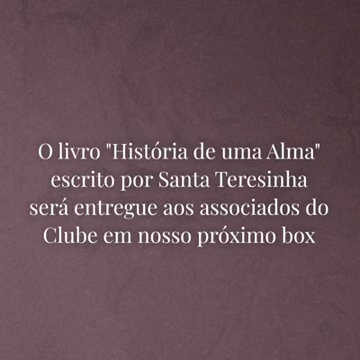 O livro "História de uma Alma"
escrito por Santa Teresinha
será entregue aos associados do
Clube em nosso próximo box